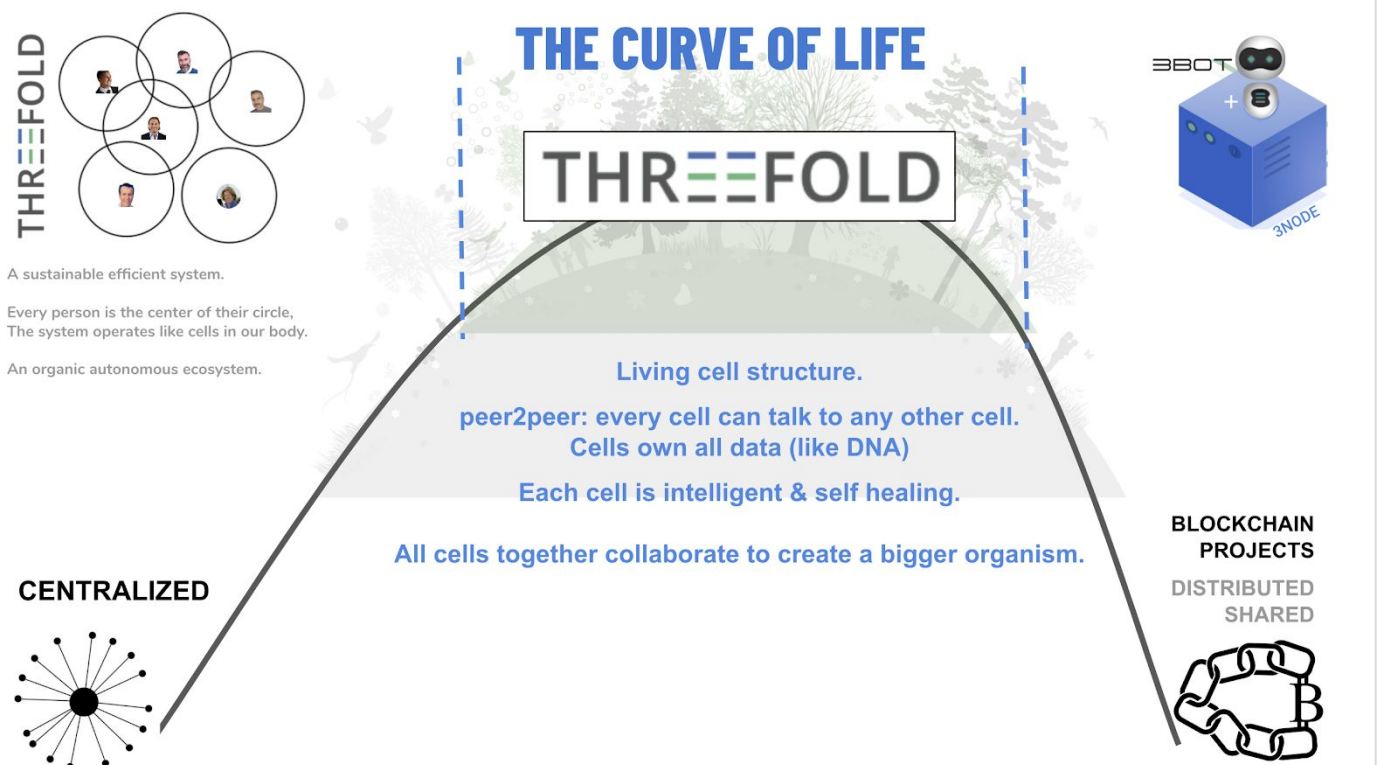 THREEFOLD
A sustainable efficient system.
Every person is the center of their circle,
The system operates like cells in our body.
An organic autonomous ecosystem.
THE CURVE OF LIFE
THREEFOLD
3BOT
+
3NODE
Living cell structure.
peer2peer: every cell can talk to any other cell.
Cells own all data (like DNA)
Each cell is intelligent & self healing.
All cells together collaborate to create a bigger organism.
CENTRALIZED
BLOCKCHAIN
PROJECTS
DISTRIBUTED
SHARED
B